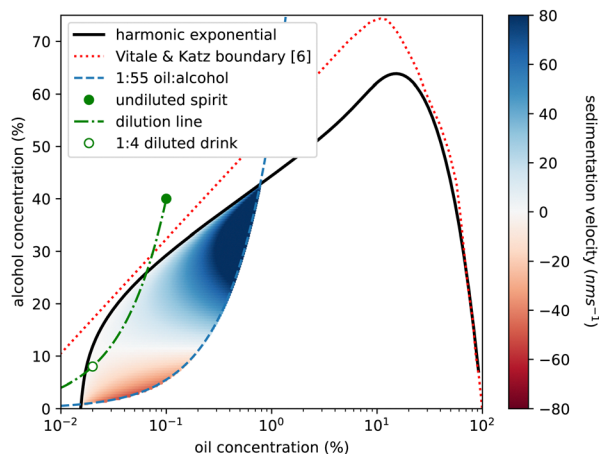 harmonic exponential
Vitale & Katz boundary [6]
1:55 oil:alcohol
undiluted spirit
dilution line
1:4 diluted drink
alcohol concentration (%)
70
60
50
40
30
20
10
0
10⁻² 10⁻¹ 10⁰ 10¹ 10²
oil concentration (%)
80
60
40
20
0
−20
−40
−60
−80
sedimentation velocity (nms⁻¹)